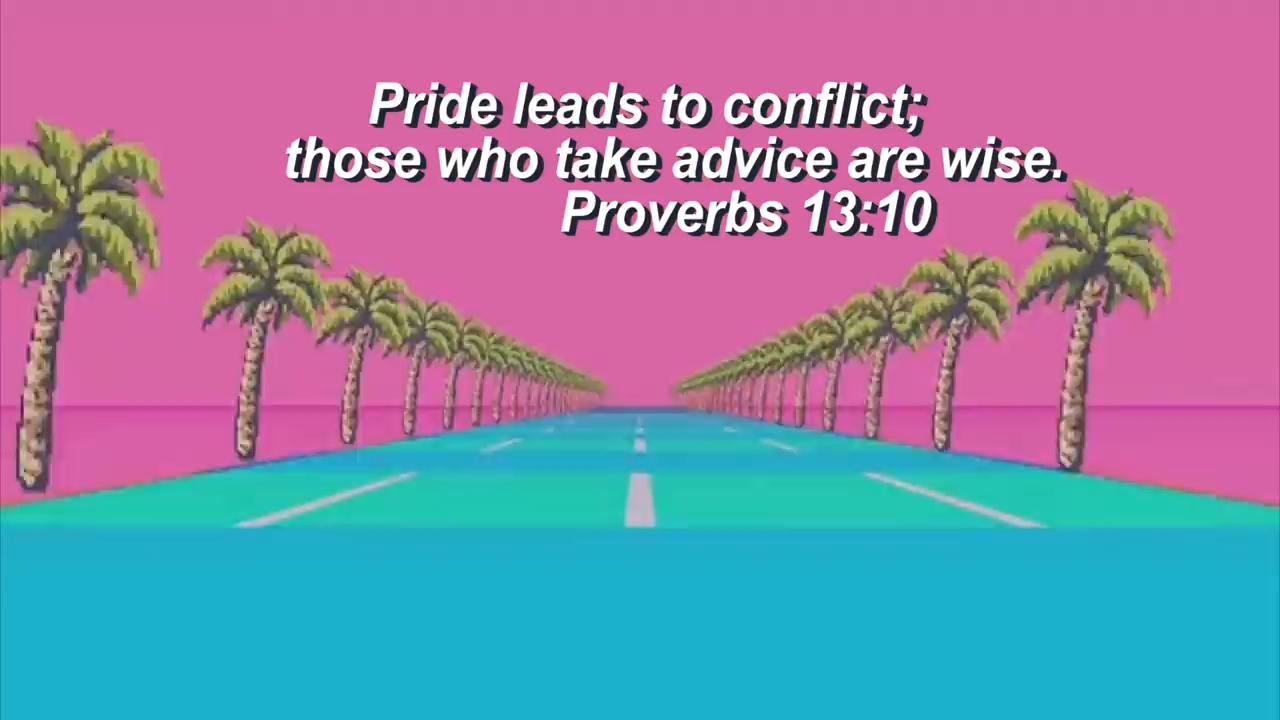 Pride leads to conflict;
those who take advice are wise.
Proverbs 13:10